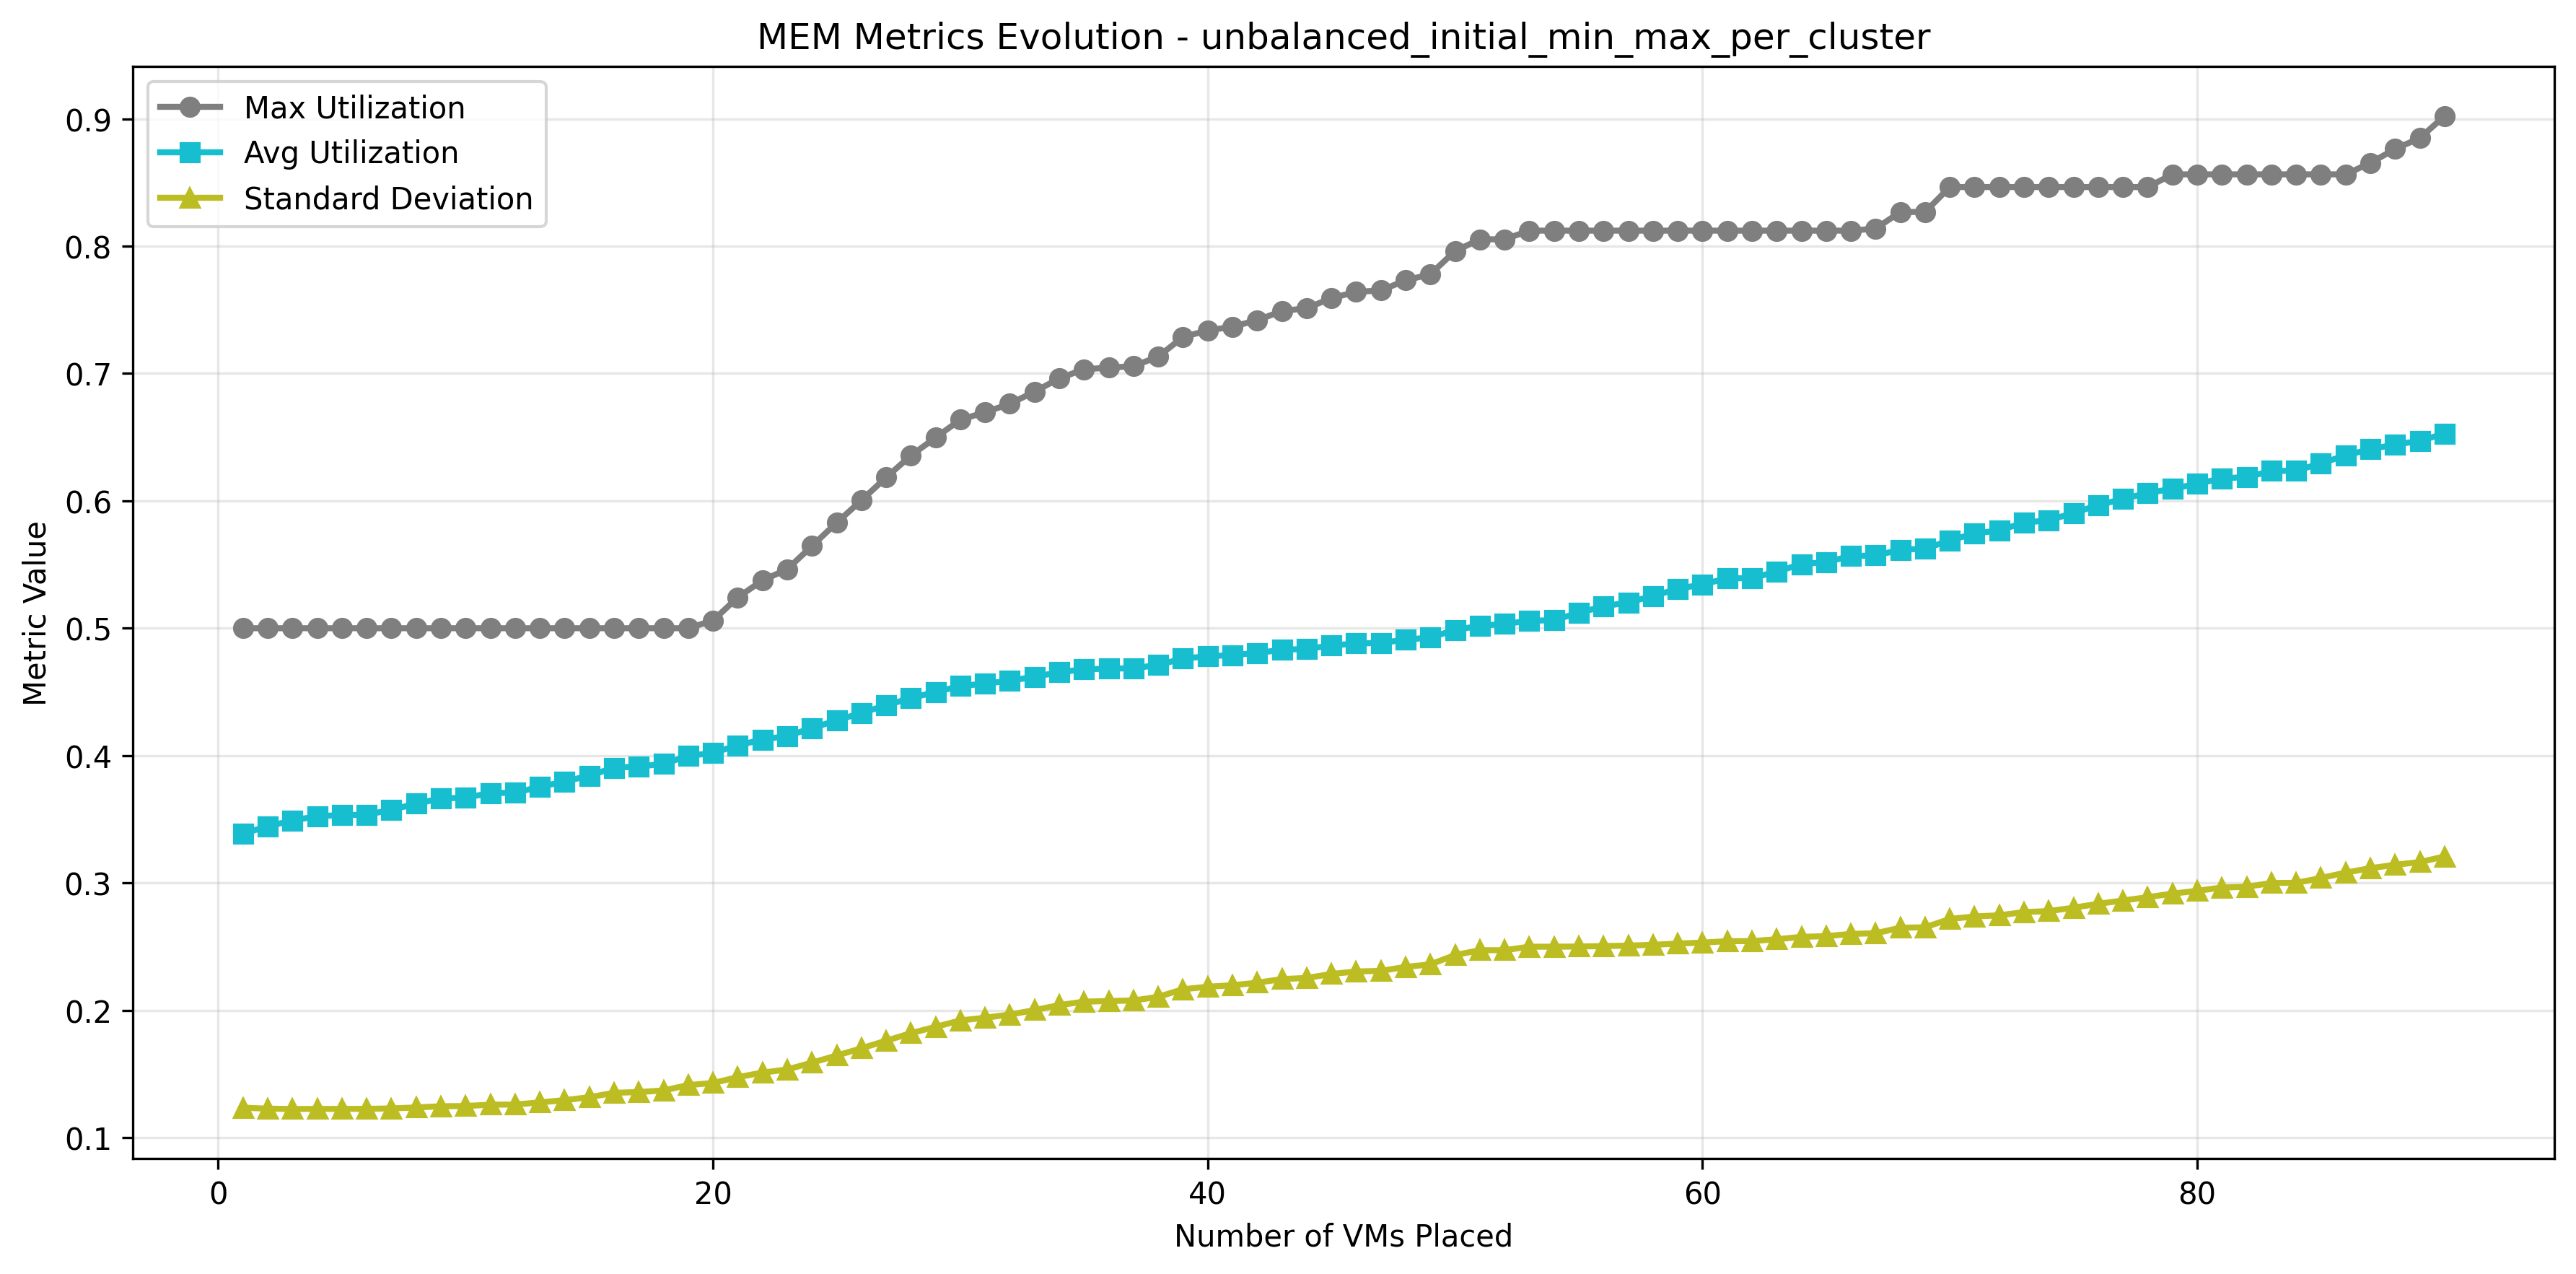 MEM Metrics Evolution - unbalanced_initial_min_max_per_cluster
Max Utilization
Avg Utilization
Standard Deviation
Metric Value
0.9
0.8
0.7
0.6
0.5
0.4
0.3
0.2
0.1
0 20 40 60 80
Number of VMs Placed